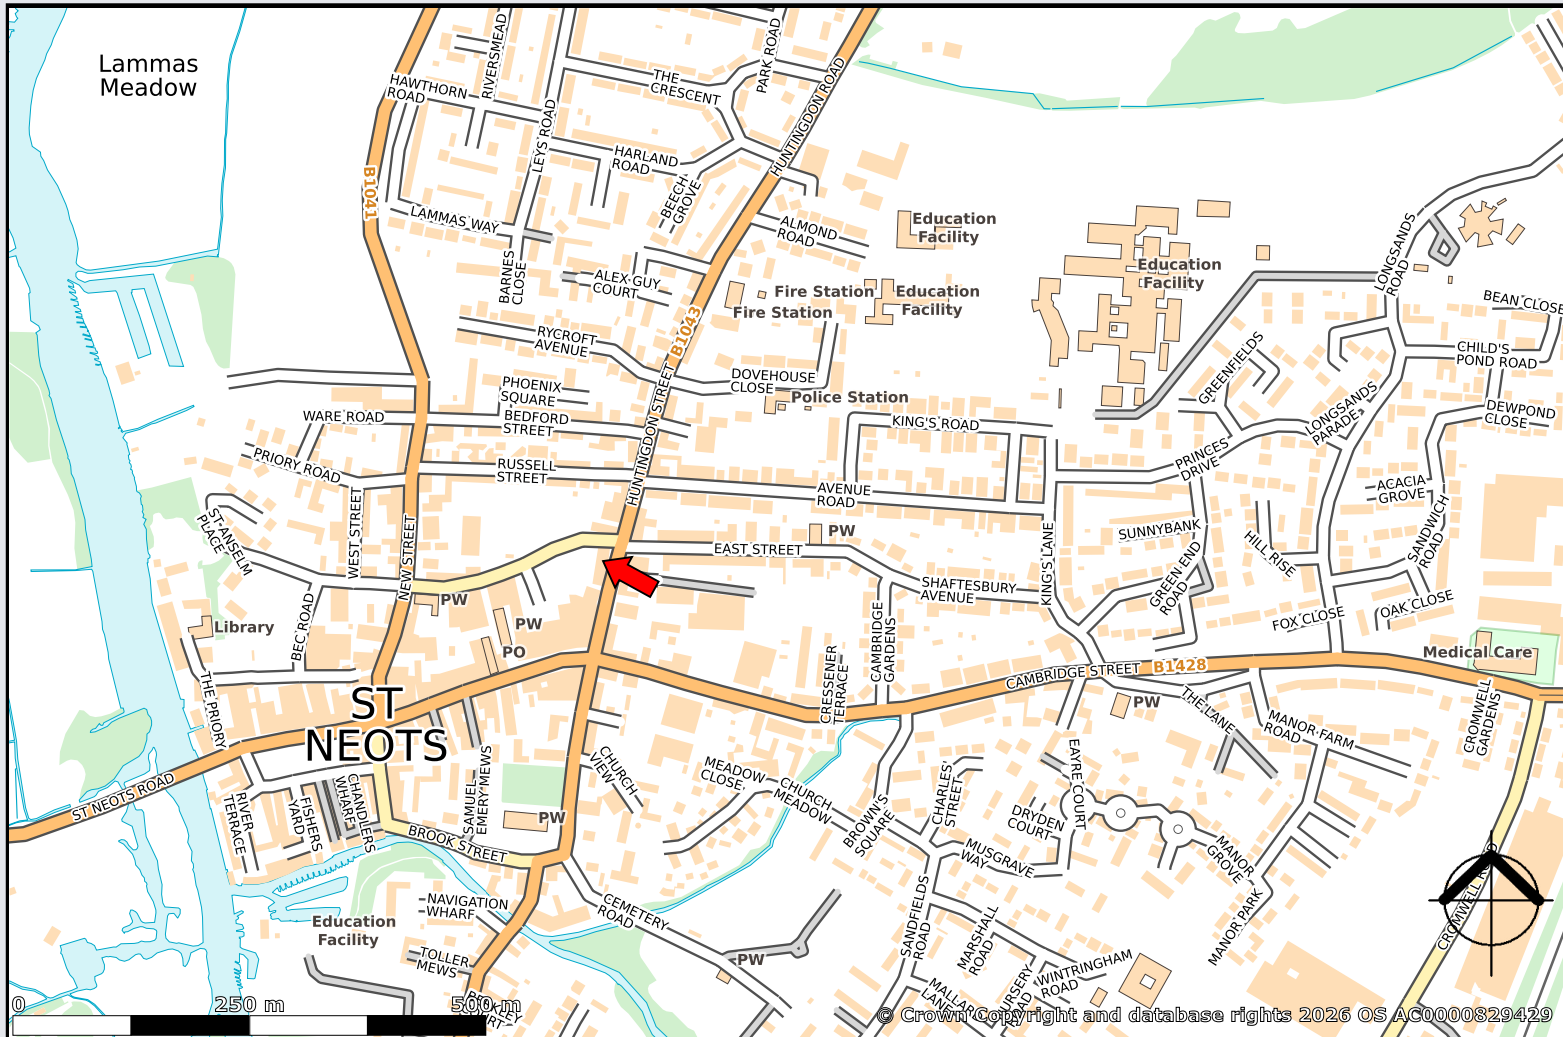 Lammas
Meadow
HAWTHORN
ROAD
RIVERSMEAD
THE
CRESCENT
PARK ROAD
HUNTINGDON ROAD
LEYS ROAD
HARLAND
ROAD
BEECH
GROVE
B1041
LAMMAS WAY
ALMOND
ROAD
Education
Facility
BARNES
CLOSE
ALEX GUY
COURT
Fire Station
Fire Station
Education
Facility
Education
Facility
LONGSANDS
ROAD
BEAN CLOSE
B1043
RYCROFT
AVENUE
DOVEHOUSE
CLOSE
Police Station
GREENFIELDS
CHILD'S
POND ROAD
PHOENIX
SQUARE
WARE ROAD
BEDFORD
STREET
HUNTINGDON STREET
KING'S ROAD
LONGSANDS
PARADE
DEWPOND
CLOSE
PRIORY ROAD
RUSSELL
STREET
AVENUE
ROAD
PRINCES
DRIVE
ACACIA
GROVE
ST ANSELM
PLACE
WEST STREET
NEW STREET
EAST STREET
PW
KING'S LANE
SUNNYBANK
HILL RISE
SANDWICH
ROAD
GREEN END
ROAD
SHAFTESBURY
AVENUE
OAK CLOSE
FOX CLOSE
PW
PW
PO
Library
BEC ROAD
CAMBRIDGE
GARDENS
CRESSENER
TERRACE
CAMBRIDGE STREET
B1428
Medical Care
THE PRIORY
ST
NEOTS
PW
THE LANE
MANOR FARM
ROAD
CROMWELL
GARDENS
ST NEOTS ROAD
RIVER
TERRACE
FISHERS
YARD
CHANDLERS
WHARF
SAMUEL
EMERY MEWS
CHURCH
VIEW
MEADOW
CLOSE
CHURCH
MEADOW
BROWN'S
SQUARE
CHARLES'
STREET
DRYDEN
COURT
EAYRE COURT
MUSGRAVE
WAY
MANOR
GROVE
PW
BROOK STREET
NAVIGATION
WHARF
CEMETERY
ROAD
SANDFIELDS
ROAD
MARSHALL
ROAD
MANOR PARK
CROMWELL ROAD
Education
Facility
TOLLER
MEWS
PW
WINTRINGHAM
ROAD
0
250 m
500 m
© Crown Copyright and database rights 2026 OS AC0000829429